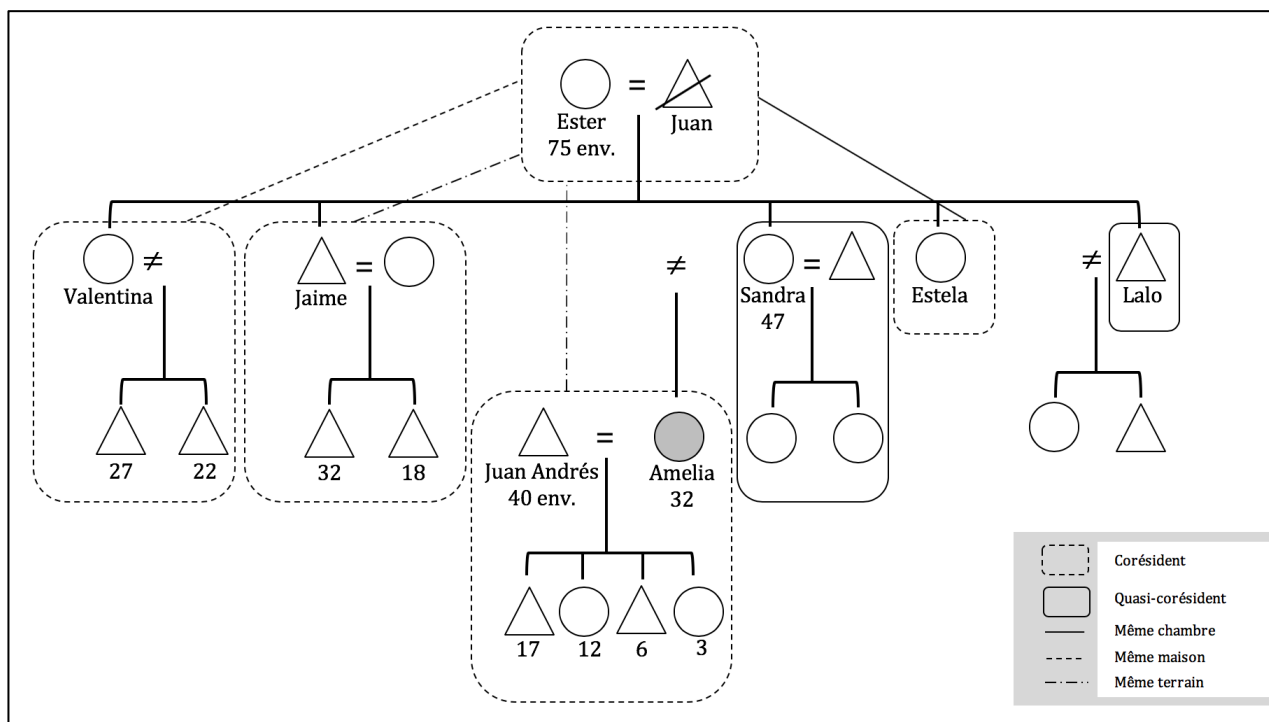 =
Ester
Juan
75 env.
≠
=
≠
=
≠
Valentina
Jaime
Sandra
47
Estela
Lalo
27
22
32
18
=
Juan Andrés
40 env.
Amelia
32
17
12
6
3
Corésident
Quasi-corésident
Même chambre
Même maison
Même terrain